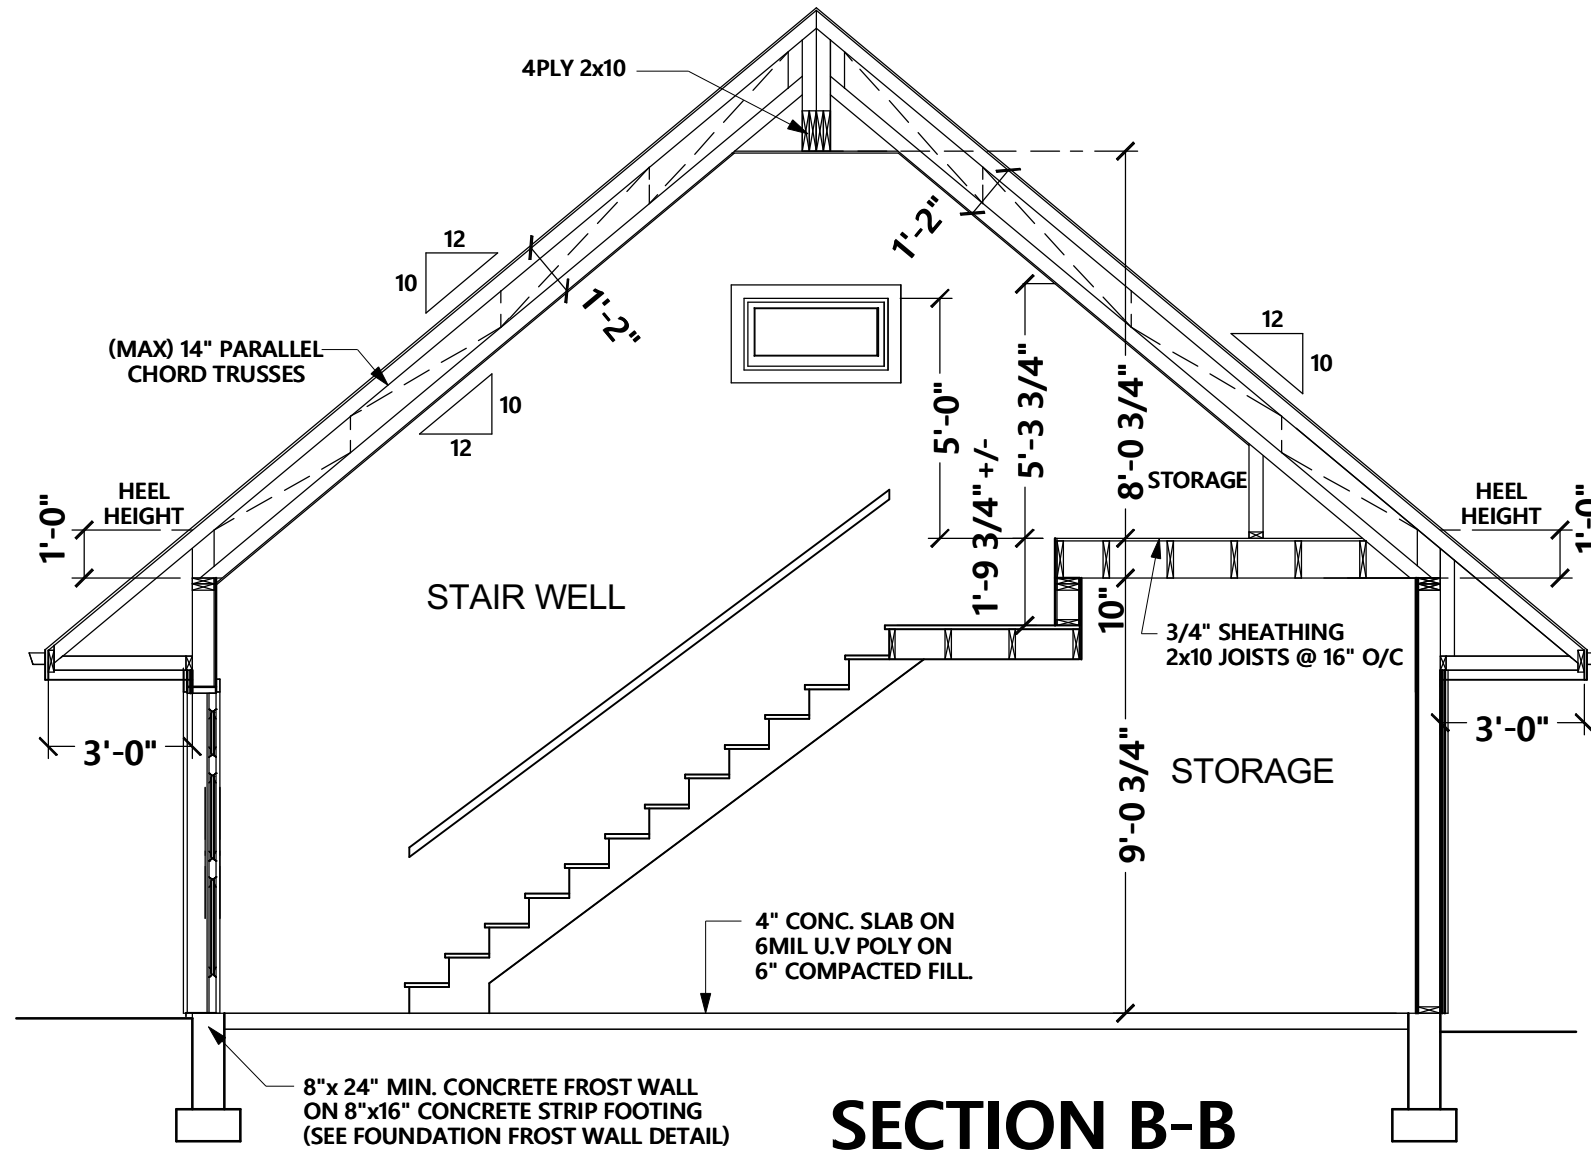 4PLY 2x10
12
10
1'-2"
1'-2"
(MAX) 14" PARALLEL
CHORD TRUSSES
10
12
12
10
5'-0"
5'-3 3/4"
8'-0 3/4"
1'-9 3/4" +/-
STORAGE
HEEL
HEIGHT
1'-0"
HEEL
HEIGHT
1'-0"
STAIR WELL
10"
3/4" SHEATHING
2x10 JOISTS @ 16" O/C
3'-0"
3'-0"
9'-0 3/4"
STORAGE
4" CONC. SLAB ON
6MIL U.V POLY ON
6" COMPACTED FILL.
8"x 24" MIN. CONCRETE FROST WALL
ON 8"x16" CONCRETE STRIP FOOTING
(SEE FOUNDATION FROST WALL DETAIL)
SECTION B-B